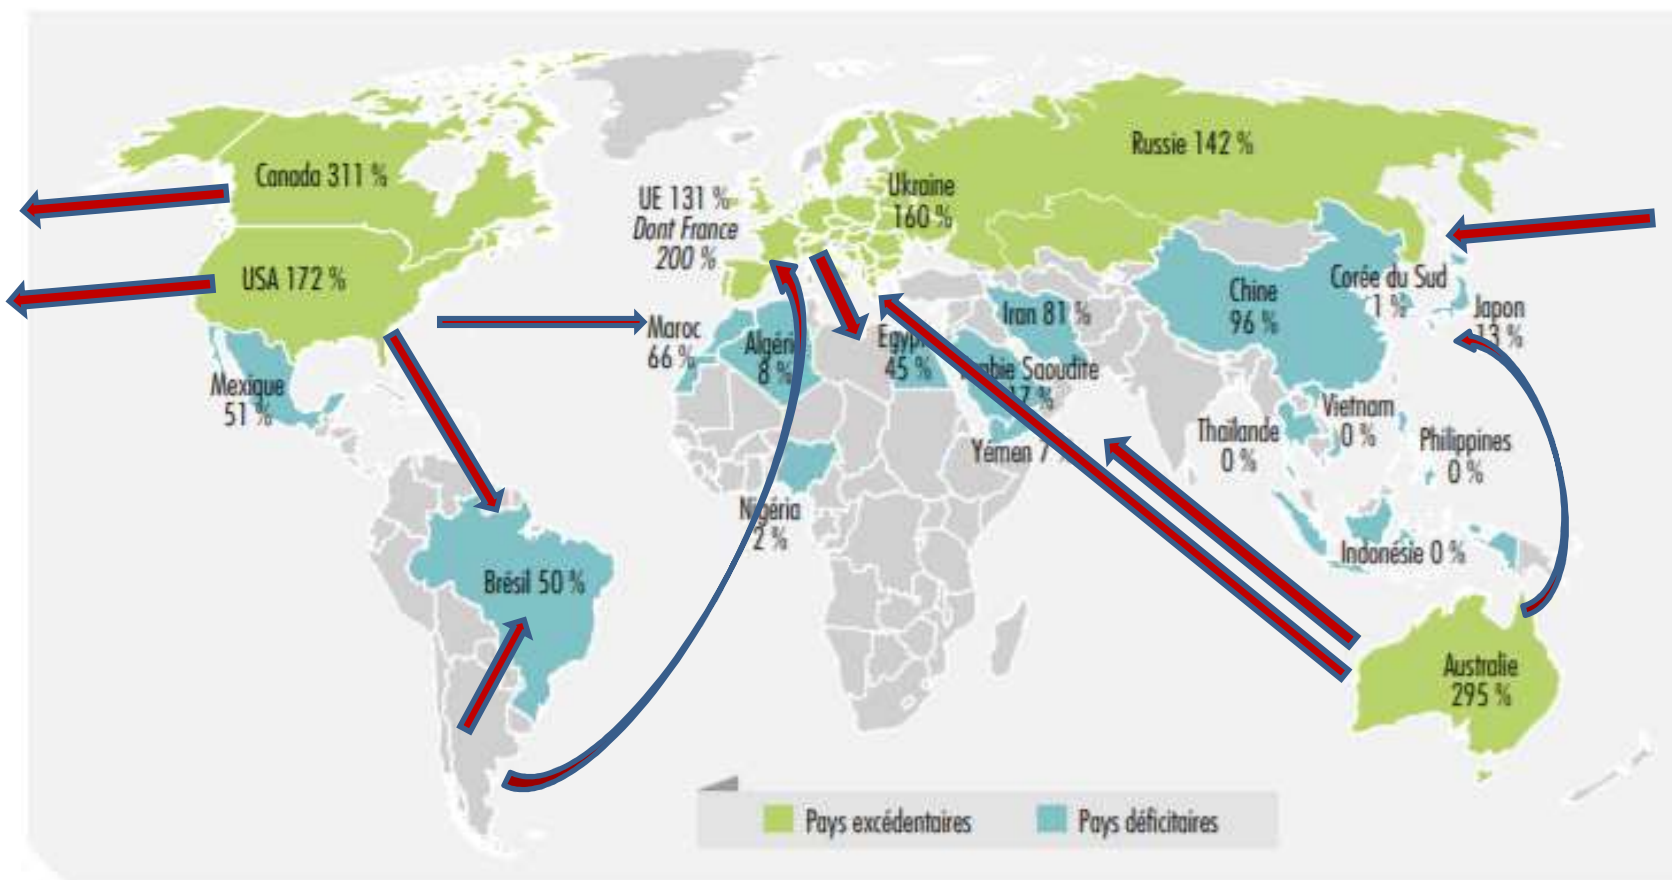 Canada 311 %
USA 172 %
Mexique
51 %
Brésil 50 %
UE 131 %
Dont France
200 %
Ukraine
160 %
Russie 142 %
Maroc
66 %
Algérie
8 %
Nigéria
2 %
Egypte
45 %
Iran 81 %
Arabie Saoudite
17 %
Yémen 7
Chine
96 %
Corée du Sud
1 %
Japon
13 %
Thaïlande
0 %
Vietnam
0 %
Philippines
0 %
Indonésie 0 %
Australie
295 %
Pays excédentaires
Pays déficitaires